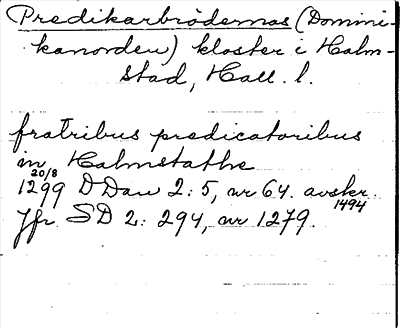 Predikarbrödernas (Domini-
kanorden) kloster i Halm-
stad, Hall. l.
fratribus predicatoribus
in Halmstathe
20/8
1299 DDan 2:5, nr 64. avskr.
1494
Jfr SD 2: 294, nr 1279.